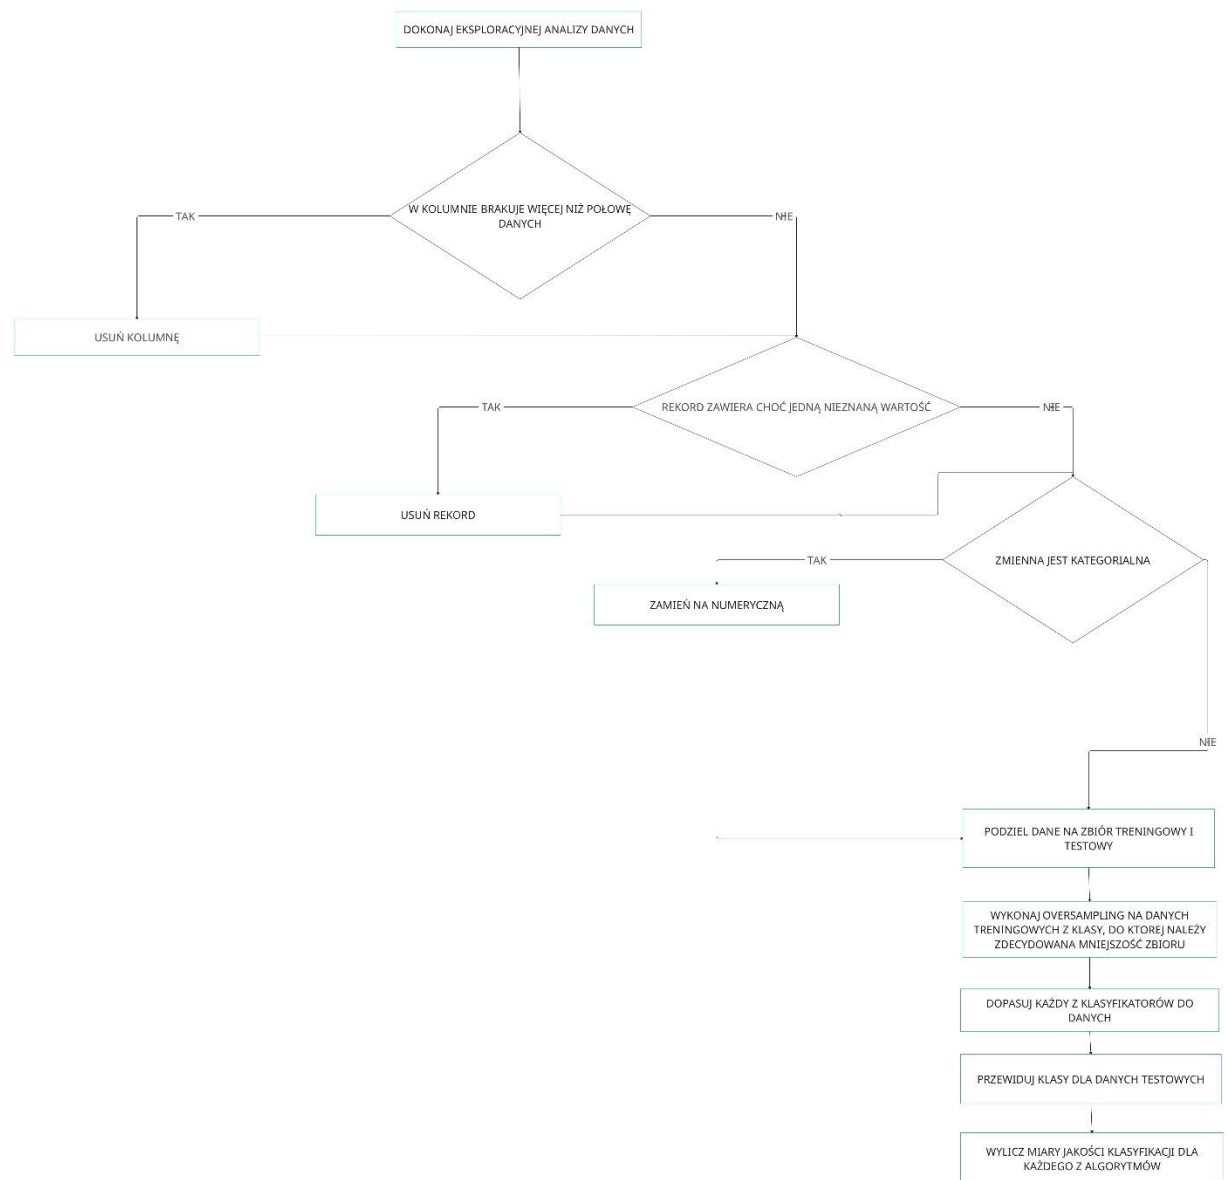 DOKONAJ EKSPLORACYJNEJ ANALIZY DANYCH
W KOLUMNIE BRAKUJE WIĘCEJ NIŻ POŁOWĘ
DANYCH
TAK
NIE
USUŃ KOLUMNĘ
REKORD ZAWIERA CHOĆ JEDNĄ NIEZNANĄ WARTOŚĆ
TAK
NIE
USUŃ REKORD
ZMIENNA JEST KATEGORIALNA
TAK
ZAMIEŃ NA NUMERYCZNĄ
NIE
PODZIEL DANE NA ZBIÓR TRENINGOWY I
TESTOWY
WYKONAJ OVERSAMPLING NA DANYCH
TRENINGOWYCH Z KLASY, DO KTOREJ NALEŻY
ZDECYDOWANA MNIEJSZOŚĆ ZBIORU
DOPASUJ KAŻDY Z KLASYFIKATORÓW DO
DANYCH
PRZEWIDUJ KLASY DLA DANYCH TESTOWYCH
WYLICZ MIARY JAKOŚCI KLASYFIKACJI DLA
KAŻDEGO Z ALGORYTMÓW